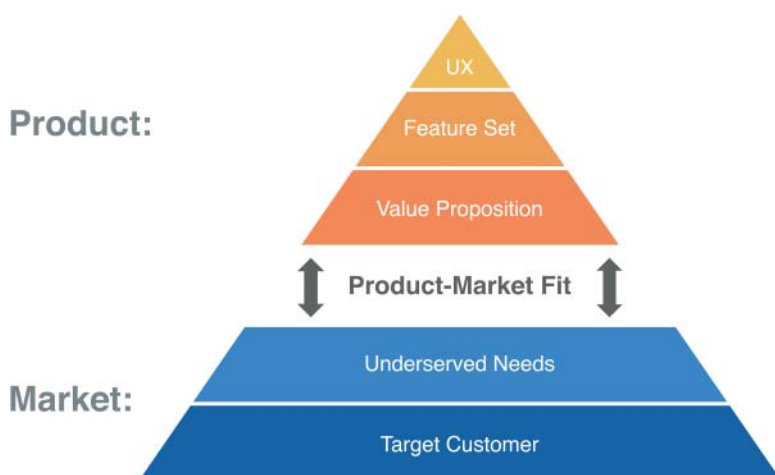 UX
Product:
Feature Set
Value Proposition
Product-Market Fit
Underserved Needs
Market:
Target Customer